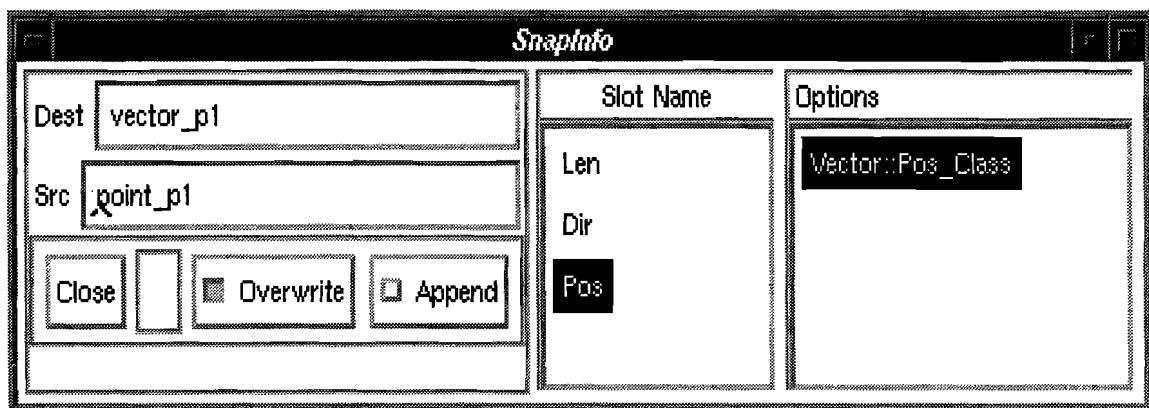 SnapInfo
Dest vector_p1
Src point_p1
Close Overwrite Append
Slot Name
Len
Dir
Pos
Options
Vector::Pos_Class